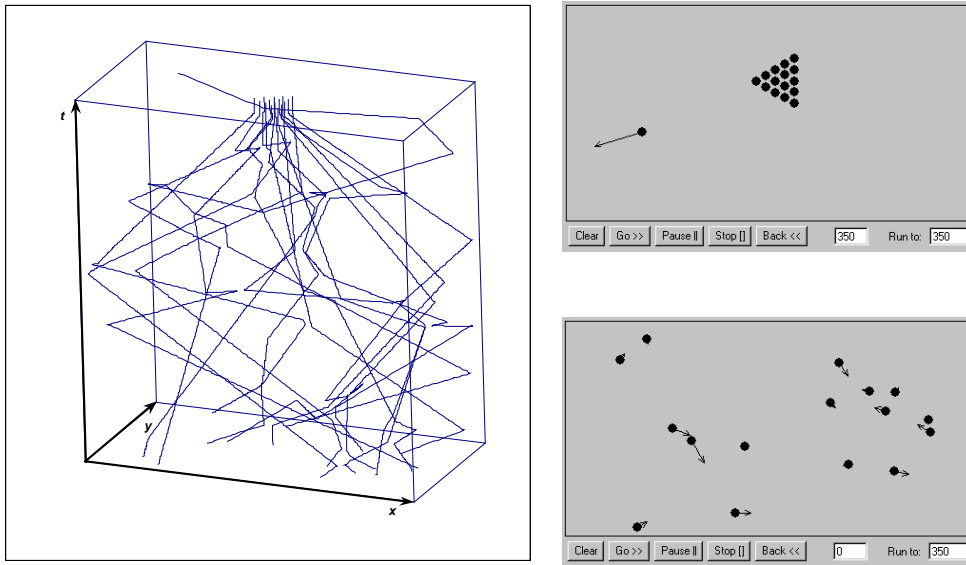 t
y
x
Clear Go >> Pause || Stop [] Back << 350 Run to: 350
Clear Go >> Pause || Stop [] Back << 0 Run to: 350